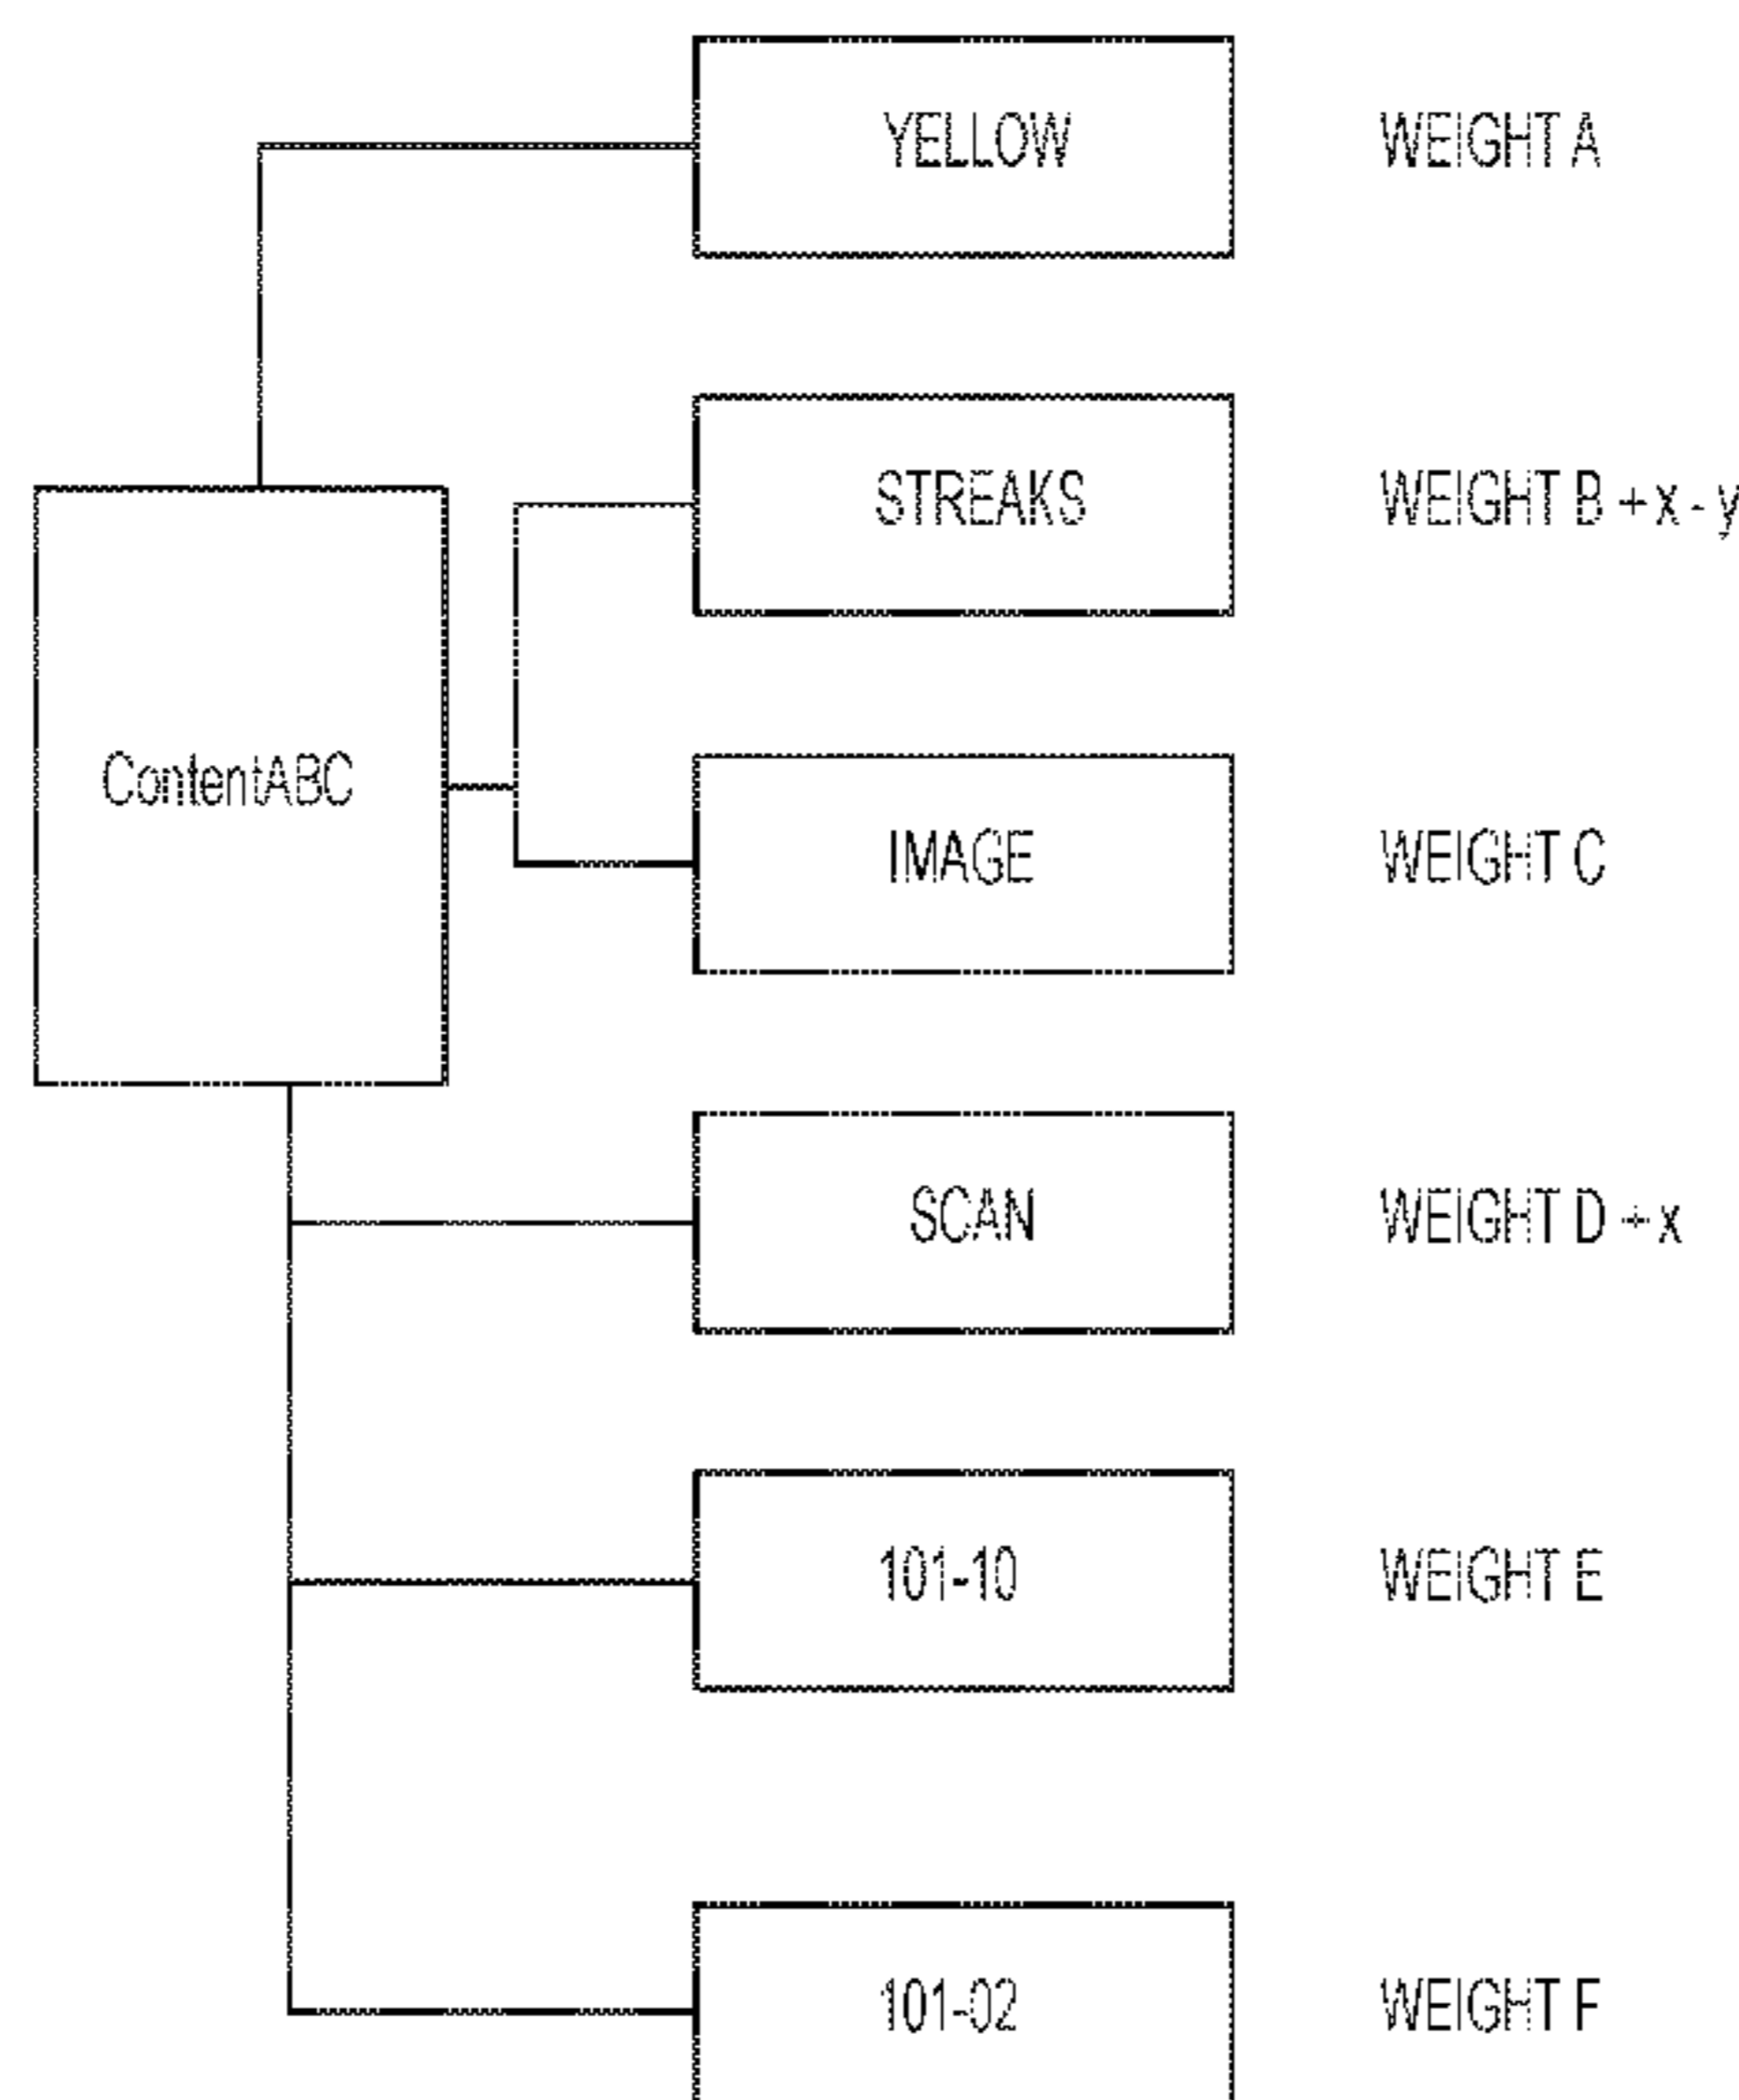 YELLOW WEIGHT A
STREAKS WEIGHT B + x - y
ContentABC
IMAGE WEIGHT C
SCAN WEIGHT D + x
101-10 WEIGHT E
101-02 WEIGHT F